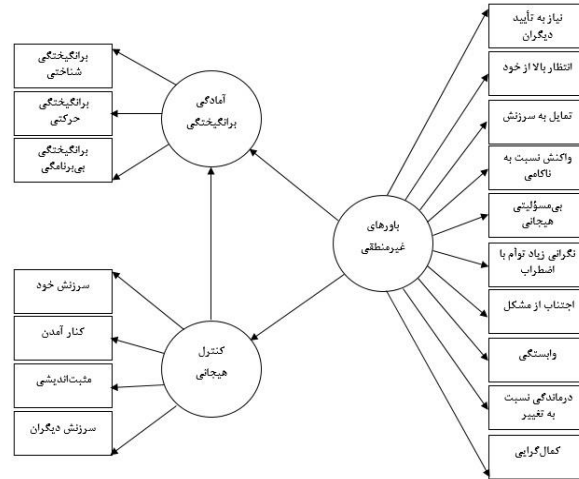 نیاز به تأیید
دیگران
انتظار بالا از خود
تمایل به سرزنش
واکنش نسبت به
ناکامی
بی‌مسؤلیتی
هیجانی
نگرانی زیاد توأم با
اضطراب
اجتناب از مشکل
وابستگی
درماندگی نسبت
به تغییر
کمال‌گرایی
باورهای
غیرمنطقی
آمادگی
برانگیختگی
برانگیختگی
شناختی
برانگیختگی
حرکتی
برانگیختگی
بی‌برنامگی
کنترل
هیجانی
سرزنش خود
کنار آمدن
مثبت‌اندیشی
سرزنش دیگران